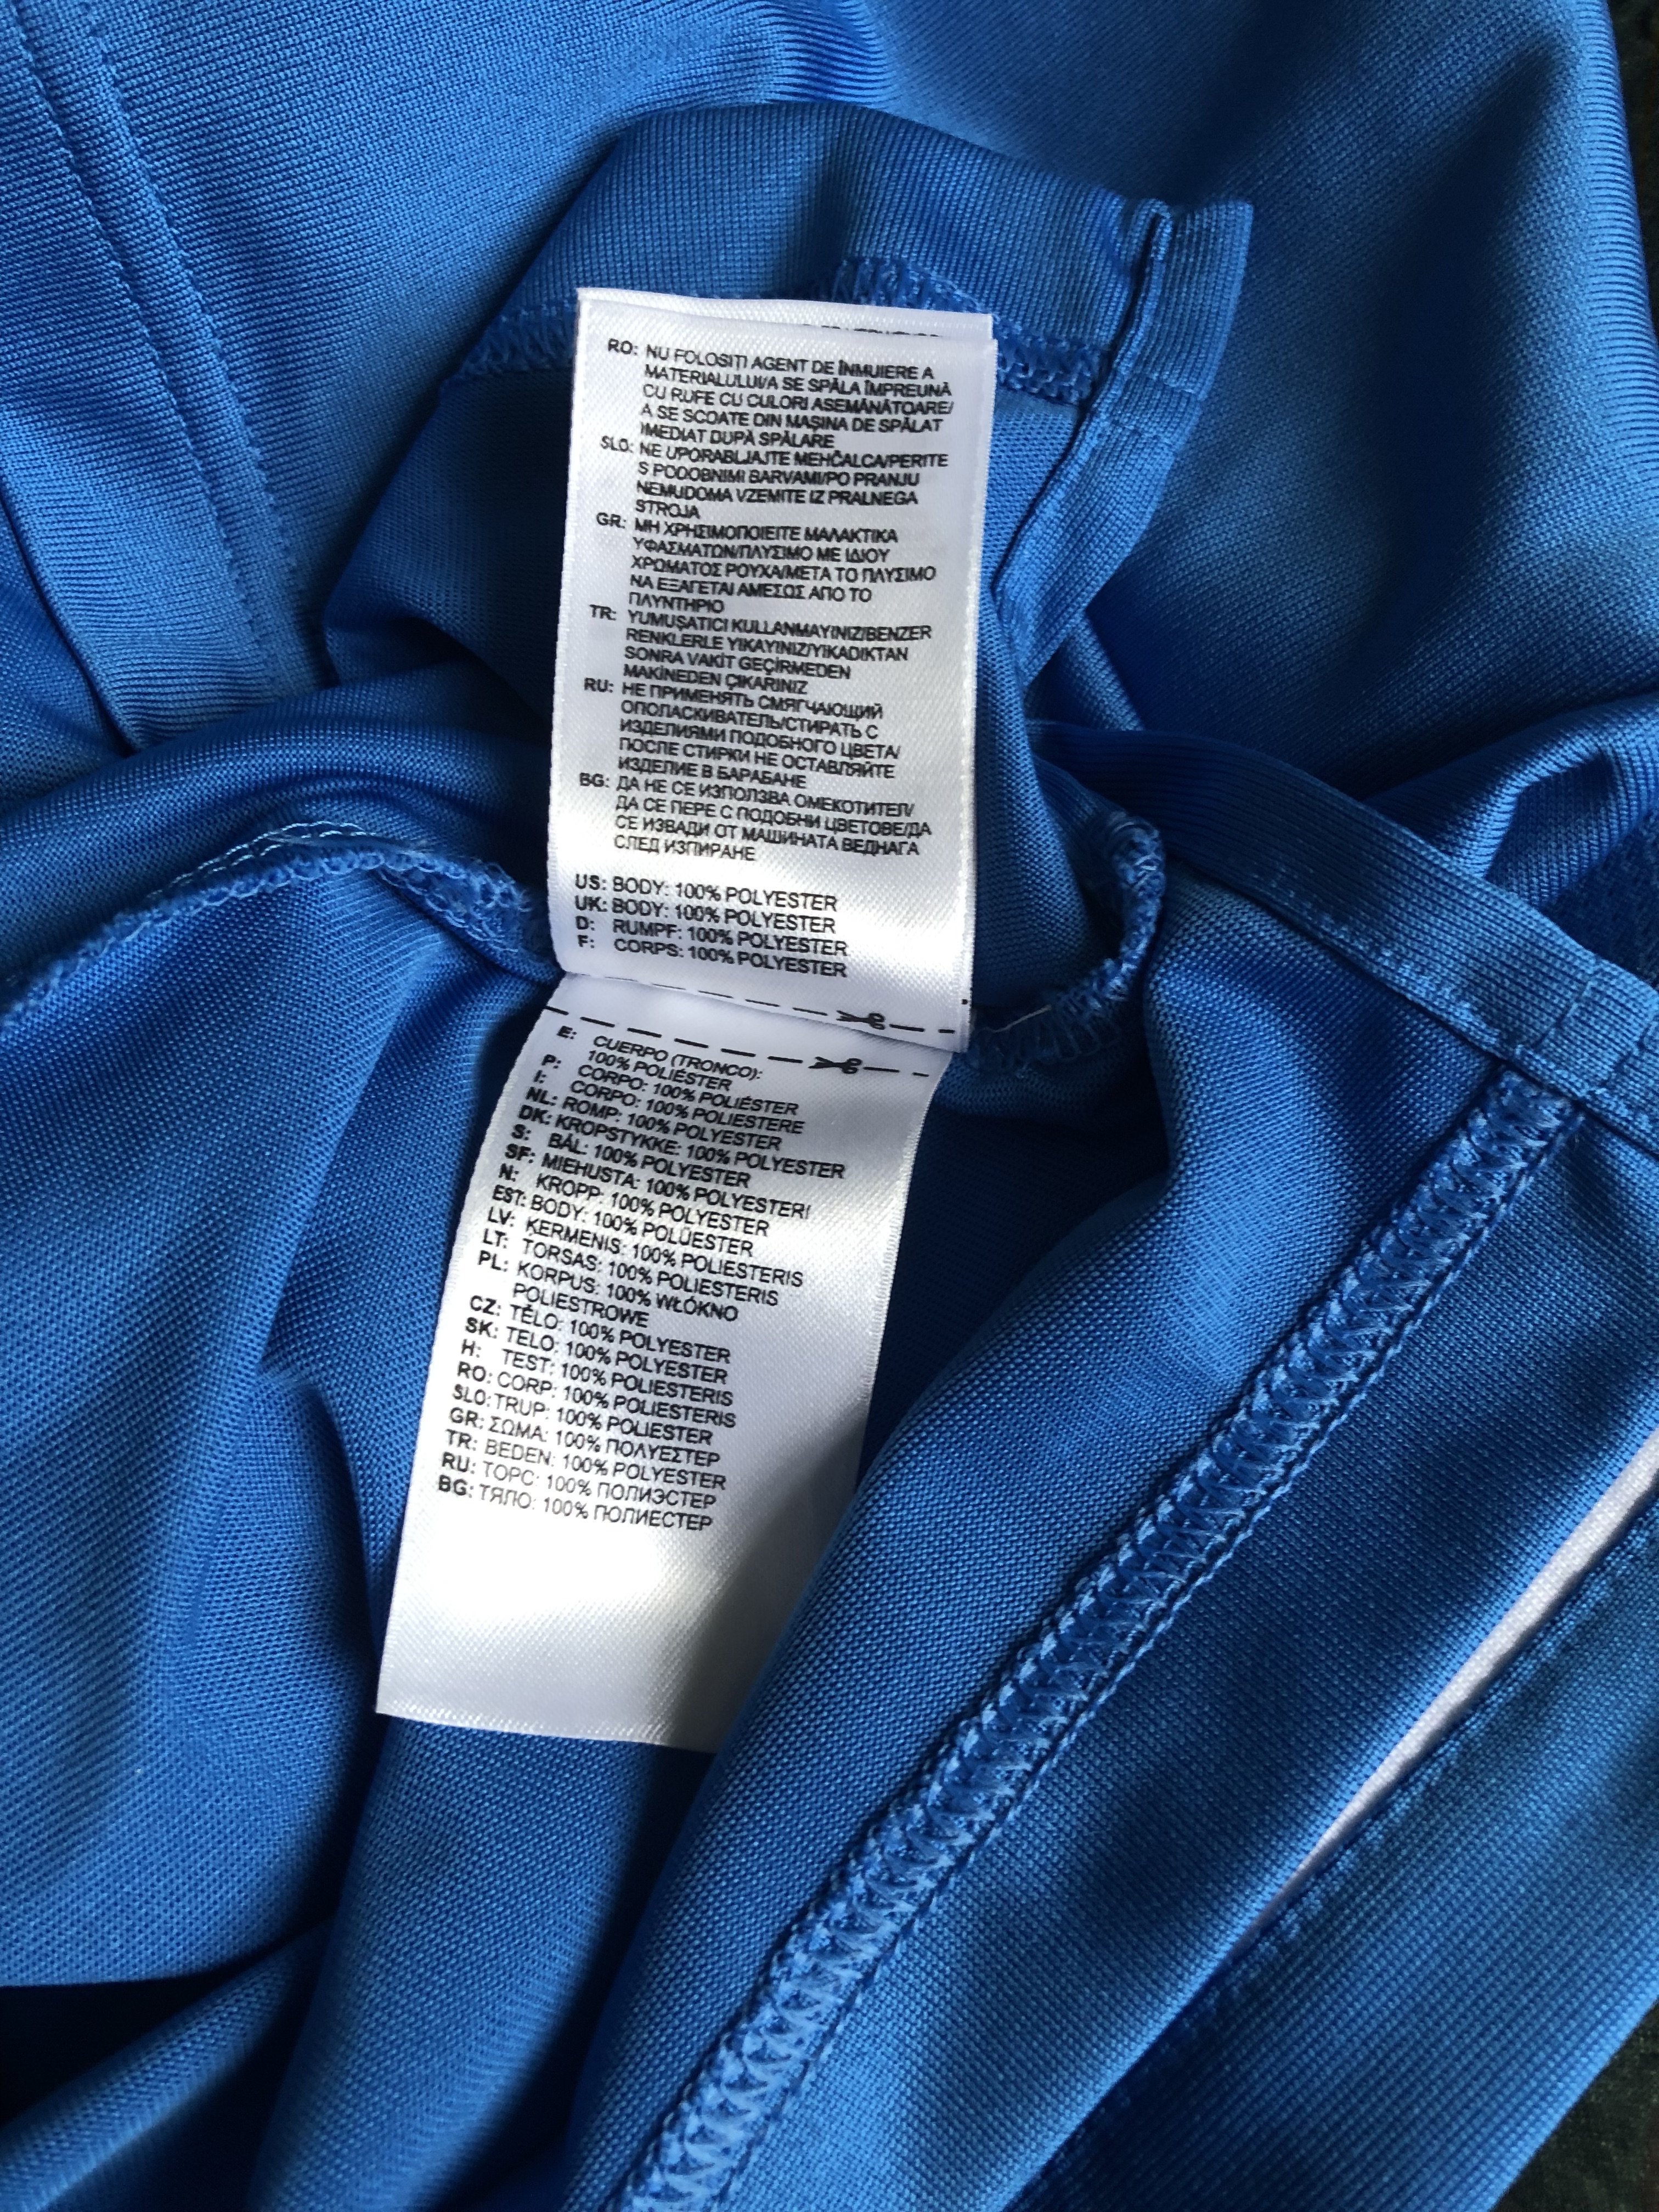 RO: NU FOLOSIȚI AGENT DE ÎNMUIERE A
MATERIALULUI/A SE SPĂLA ÎMPREUNĂ
CU RUFE CU CULORI ASEMĂNĂTOARE/
A SE SCOATE DIN MAȘINA DE SPĂLAT
IMEDIAT DUPĂ SPĂLARE
SLO: NE UPORABLJAJTE MEHČALCA/PERITE
S PODOBNIMI BARVAMI/PO PRANJU
NEMUDOMA VZEMITE IZ PRALNEGA
STROJA
GR: ΜΗ ΧΡΗΣΙΜΟΠΟΙΕΙΤΕ ΜΑΛΑΚΤΙΚΑ
ΥΦΑΣΜΑΤΩΝ/ΠΛΥΣΙΜΟ ΜΕ ΙΔΙΟΥ
ΧΡΩΜΑΤΟΣ ΡΟΥΧΑ/ΜΕΤΑ ΤΟ ΠΛΥΣΙΜΟ
ΝΑ ΕΞΑΓΕΤΑΙ ΑΜΕΣΩΣ ΑΠΟ ΤΟ
ΠΛΥΝΤΗΡΙΟ
TR: YUMUŞATICI KULLANMAYINIZ/BENZER
RENKLERLE YIKAYINIZ/YIKADIKTAN
SONRA VAKİT GEÇİRMEDEN
MAKİNEDEN ÇIKARINIZ
RU: НЕ ПРИМЕНЯТЬ СМЯГЧАЮЩИЙ
ОПОЛАСКИВАТЕЛЬ/СТИРАТЬ С
ИЗДЕЛИЯМИ ПОДОБНОГО ЦВЕТА/
ПОСЛЕ СТИРКИ НЕ ОСТАВЛЯЙТЕ
ИЗДЕЛИЕ В БАРАБАНЕ
BG: ДА НЕ СЕ ИЗПОЛЗВА ОМЕКОТИТЕЛ/
ДА СЕ ПЕРЕ С ПОДОБНИ ЦВЕТОВЕ/ДА
СЕ ИЗВАДИ ОТ МАШИНАТА ВЕДНАГА
СЛЕД ИЗПИРАНЕ
US: BODY: 100% POLYESTER
UK: BODY: 100% POLYESTER
D: RUMPF: 100% POLYESTER
F: CORPS: 100% POLYESTER
E: CUERPO (TRONCO):
100% POLIÉSTER
P: CORPO: 100% POLIÉSTER
I: CORPO: 100% POLIESTERE
NL: ROMP: 100% POLYESTER
DK: KROPSTYKKE: 100% POLYESTER
S: BÅL: 100% POLYESTER
SF: MIEHUSTA: 100% POLYESTERI
N: KROPP: 100% POLYESTER
EST: BODY: 100% POLÜESTER
LV: ĶERMENIS: 100% POLIESTERIS
LT: TORSAS: 100% POLIESTERIS
PL: KORPUS: 100% WŁÓKNO
POLIESTROWE
CZ: TĚLO: 100% POLYESTER
SK: TELO: 100% POLYESTER
H: TEST: 100% POLIESTERIS
RO: CORP: 100% POLIESTERIS
SLO: TRUP: 100% POLIESTER
GR: ΣΩΜΑ: 100% ΠΟΛΥΕΣΤΕΡ
TR: BEDEN: 100% POLYESTER
RU: ТОРС: 100% ПОЛИЭСТЕР
BG: ТЯЛО: 100% ПОЛИЕСТЕР